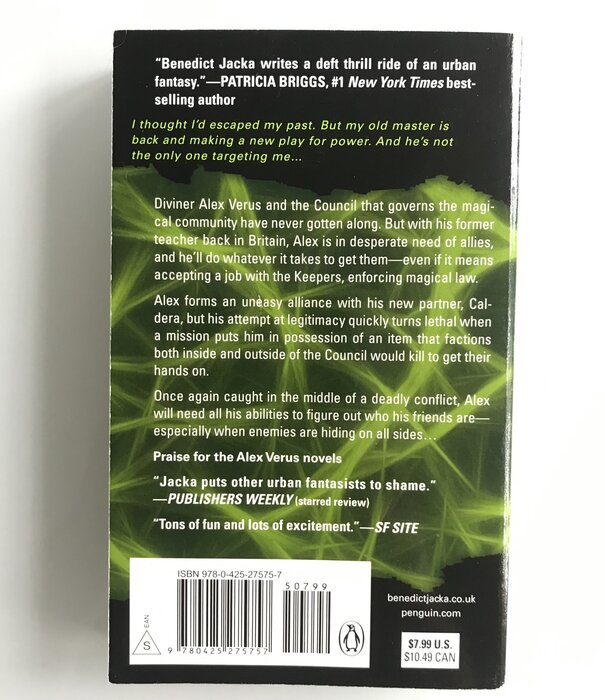 “Benedict Jacka writes a deft thrill ride of an urban
fantasy.”—PATRICIA BRIGGS, #1 New York Times best-
selling author
I thought I’d escaped my past. But my old master is
back and making a new play for power. And he’s not
the only one targeting me...
Diviner Alex Verus and the Council that governs the magi-
cal community have never gotten along. But with his former
teacher back in Britain, Alex is in desperate need of allies,
and he’ll do whatever it takes to get them—even if it means
accepting a job with the Keepers, enforcing magical law.
Alex forms an uneasy alliance with his new partner, Cal-
dera, but his attempt at legitimacy quickly turns lethal when
a mission puts him in possession of an item that factions
both inside and outside of the Council would kill to get their
hands on.
Once again caught in the middle of a deadly conflict, Alex
will need all his abilities to figure out who his friends are—
especially when enemies are hiding on all sides...
Praise for the Alex Verus novels
“Jacka puts other urban fantasists to shame.”
—PUBLISHERS WEEKLY (starred review)
“Tons of fun and lots of excitement.”—SF SITE
ISBN 978-0-425-27575-7
50799
EAN
S
9 780425 275757
benedictjacka.co.uk
penguin.com
$7.99 U.S.
$10.49 CAN